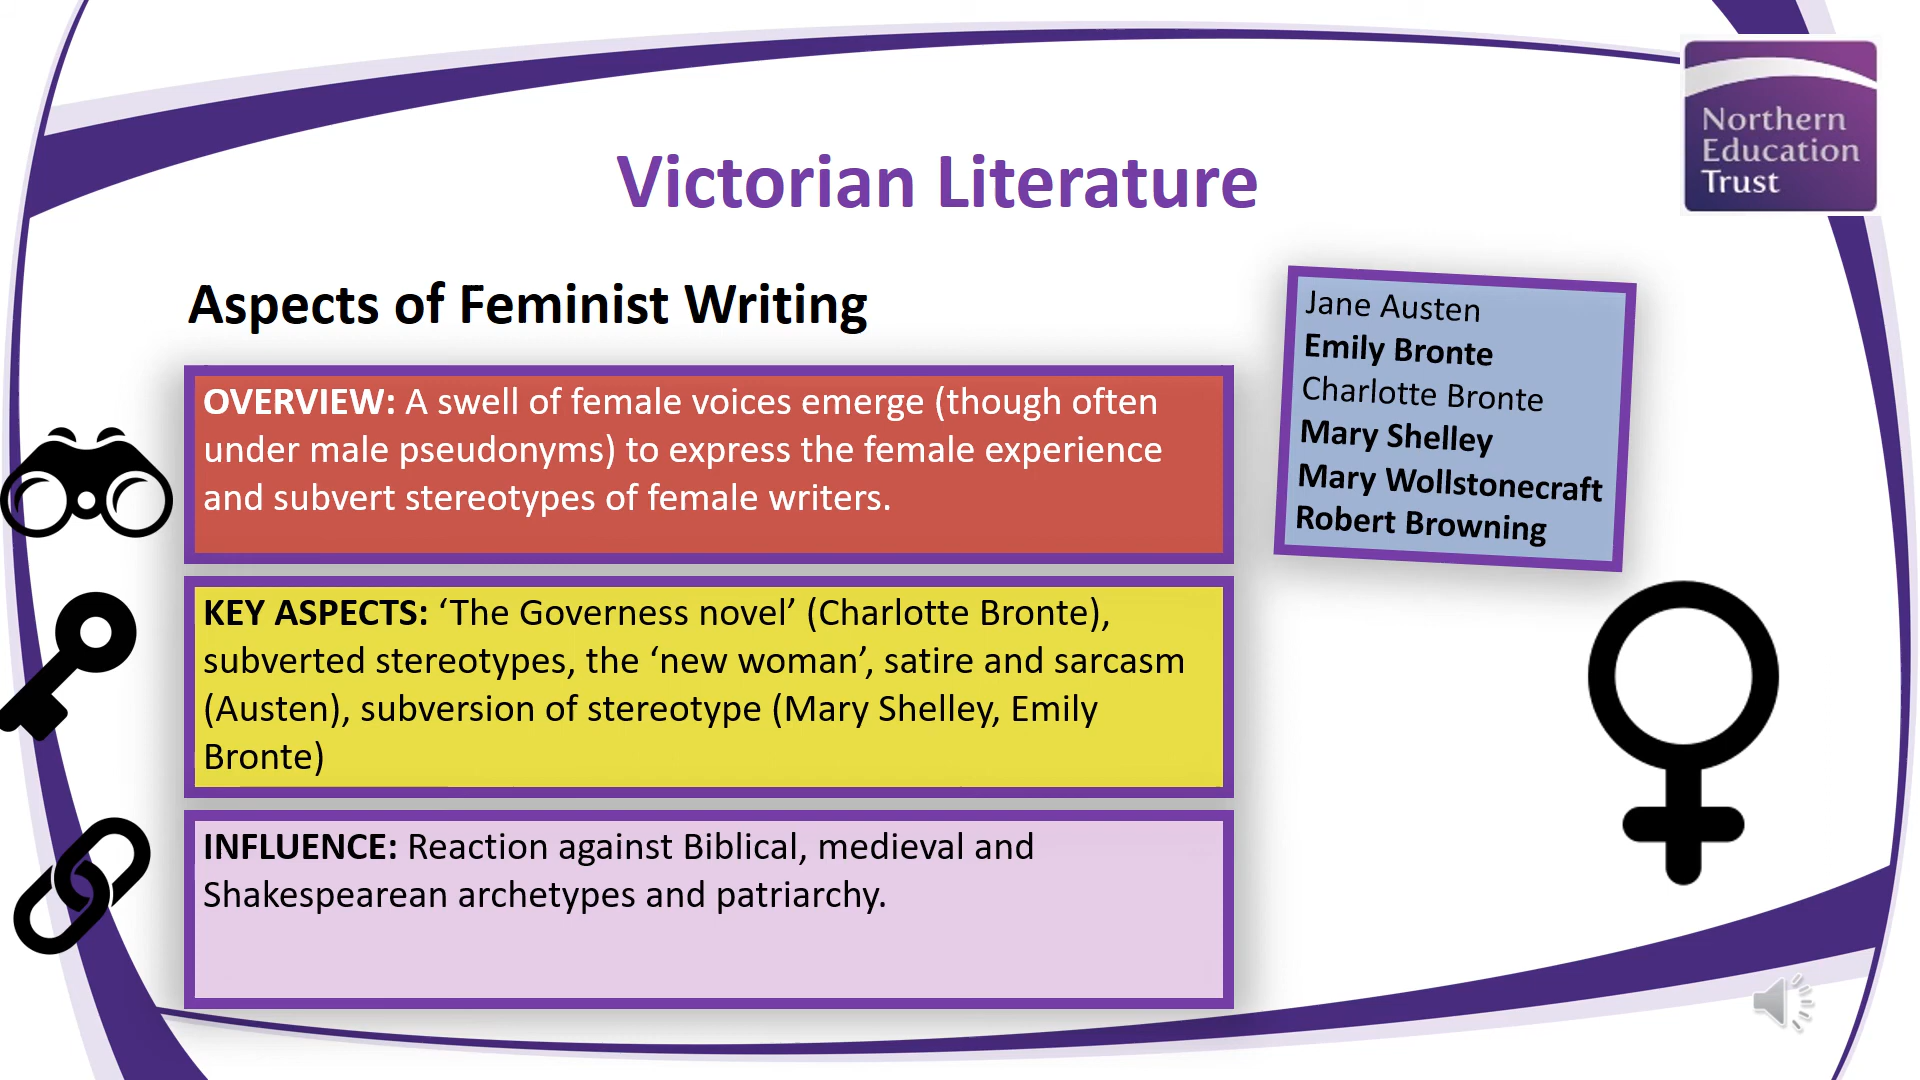 Northern
Education
Trust
Victorian Literature
Aspects of Feminist Writing
Jane Austen
Emily Bronte
Charlotte Bronte
Mary Shelley
Mary Wollstonecraft
Robert Browning
OVERVIEW: A swell of female voices emerge (though often
under male pseudonyms) to express the female experience
and subvert stereotypes of female writers.
KEY ASPECTS: ‘The Governess novel’ (Charlotte Bronte),
subverted stereotypes, the ‘new woman’, satire and sarcasm
(Austen), subversion of stereotype (Mary Shelley, Emily
Bronte)
INFLUENCE: Reaction against Biblical, medieval and
Shakespearean archetypes and patriarchy.